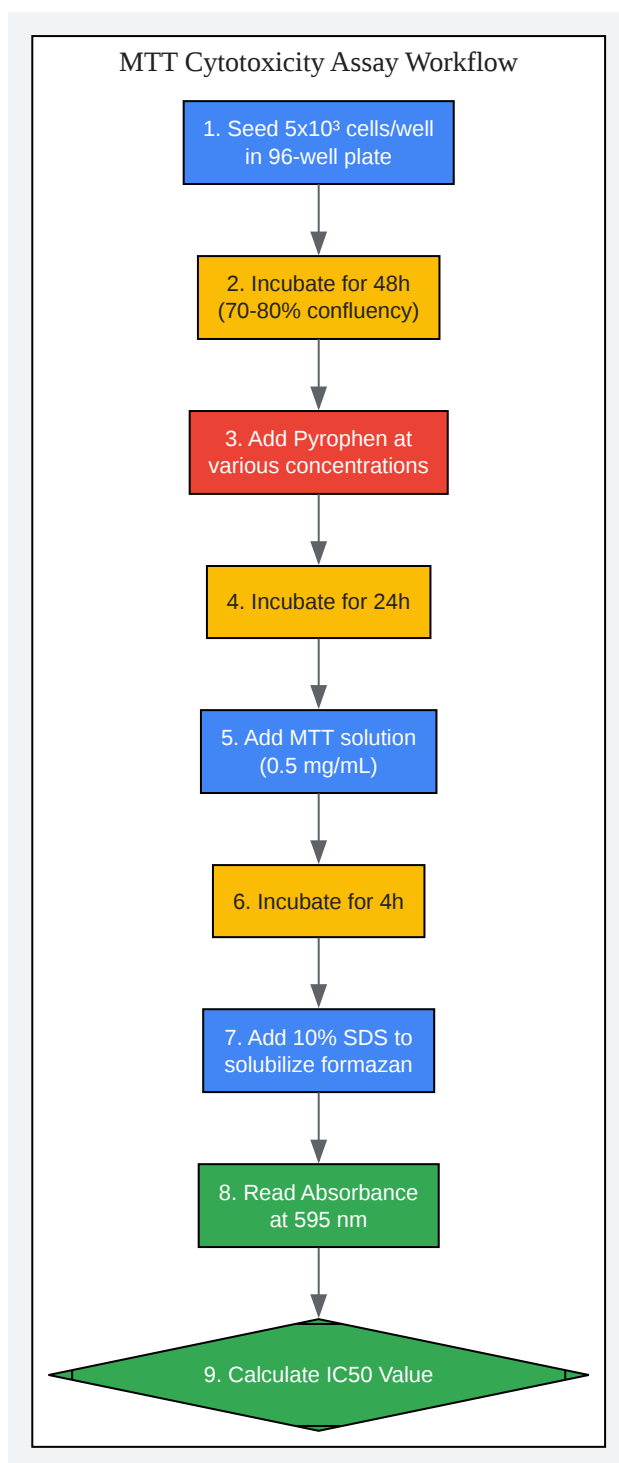 MTT Cytotoxicity Assay Workflow
1. Seed 5x10³ cells/well
in 96-well plate
2. Incubate for 48h
(70-80% confluency)
3. Add Pyrophen at
various concentrations
4. Incubate for 24h
5. Add MTT solution
(0.5 mg/mL)
6. Incubate for 4h
7. Add 10% SDS to
solubilize formazan
8. Read Absorbance
at 595 nm
9. Calculate IC50 Value